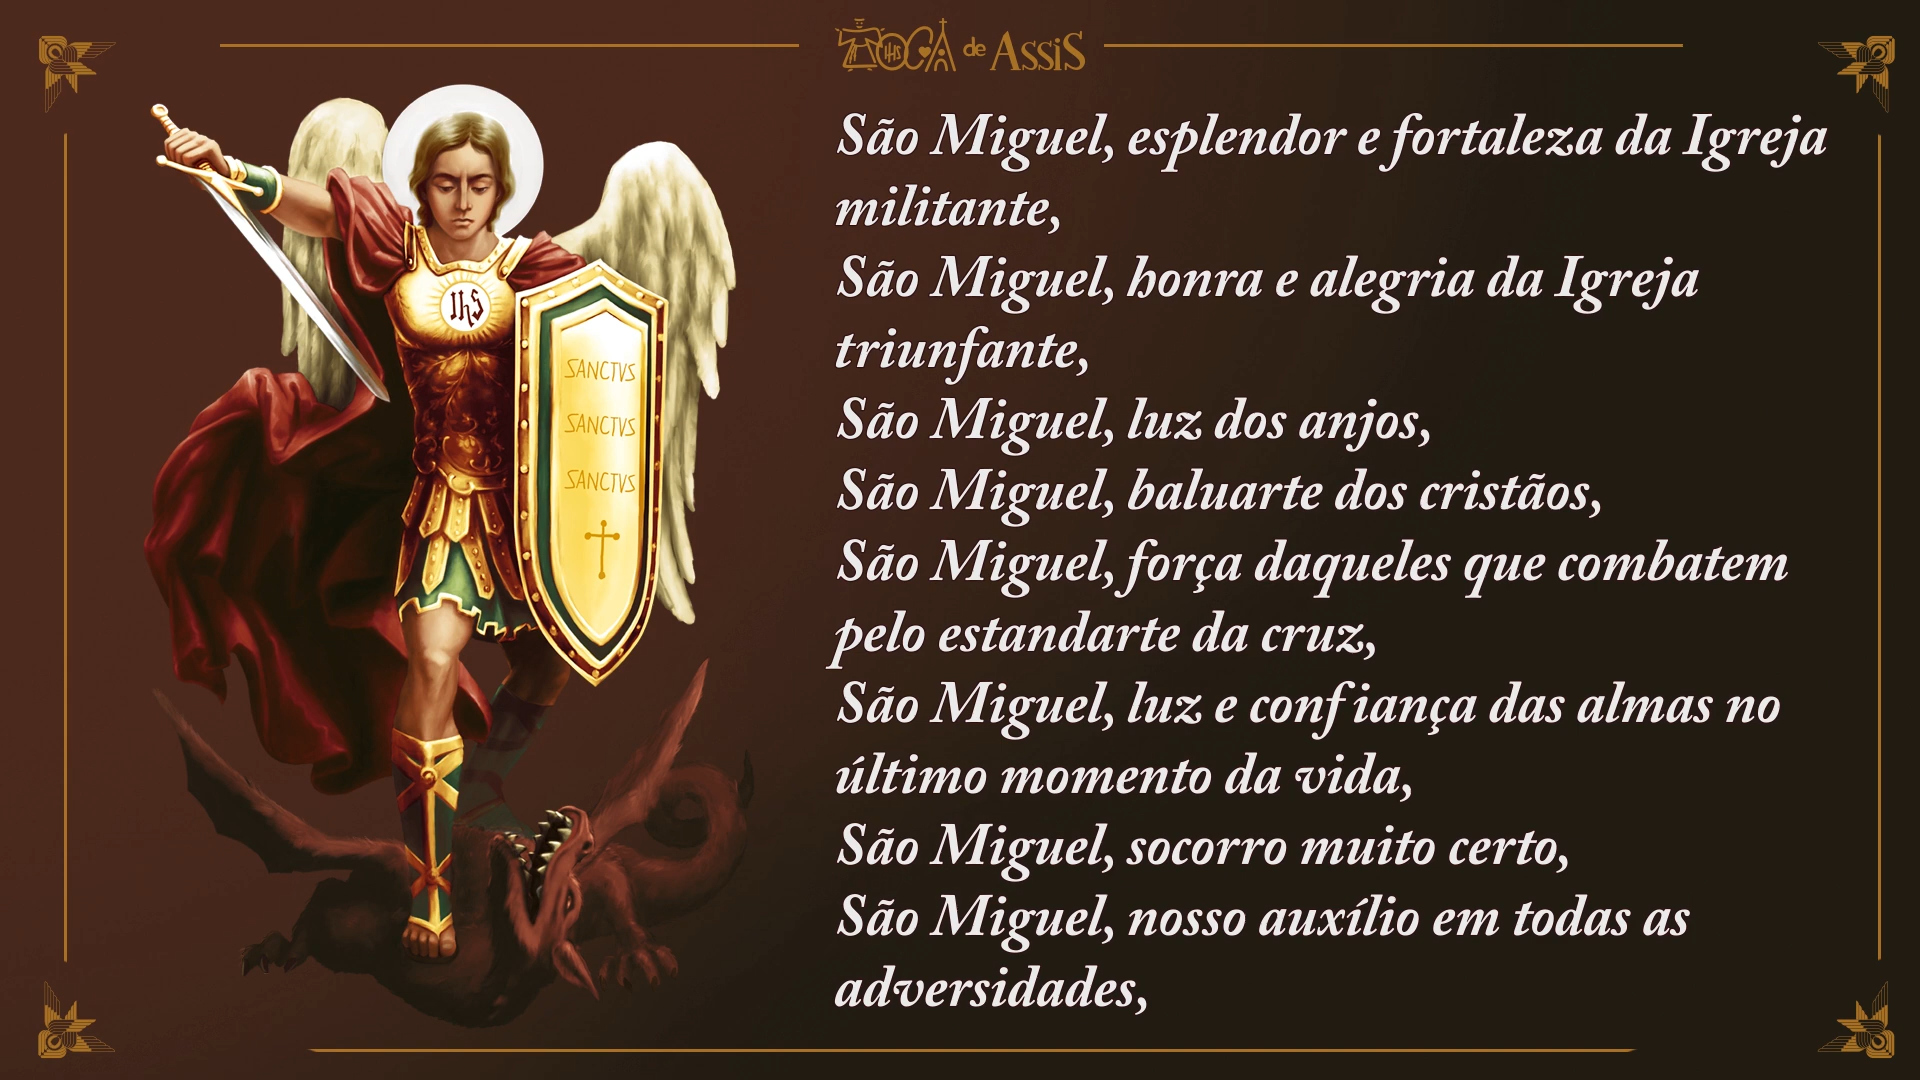 TOCA de Assis
IHS
São Miguel, esplendor e fortaleza da Igreja
militante,
São Miguel, honra e alegria da Igreja
triunfante,
São Miguel, luz dos anjos,
São Miguel, baluarte dos cristãos,
São Miguel, força daqueles que combatem
pelo estandarte da cruz,
São Miguel, luz e confiança das almas no
último momento da vida,
São Miguel, socorro muito certo,
São Miguel, nosso auxílio em todas as
adversidades,
IhS
SANCTVS
SANCTVS
SANCTVS